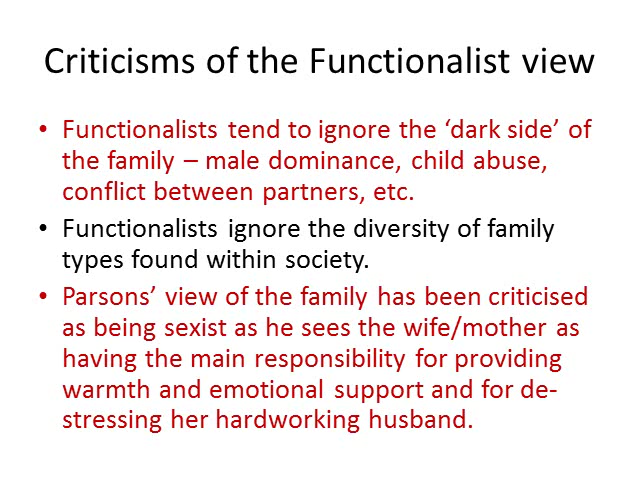 Criticisms of the Functionalist view
• Functionalists tend to ignore the ‘dark side’ of
the family – male dominance, child abuse,
conflict between partners, etc.
• Functionalists ignore the diversity of family
types found within society.
• Parsons’ view of the family has been criticised
as being sexist as he sees the wife/mother as
having the main responsibility for providing
warmth and emotional support and for de-
stressing her hardworking husband.